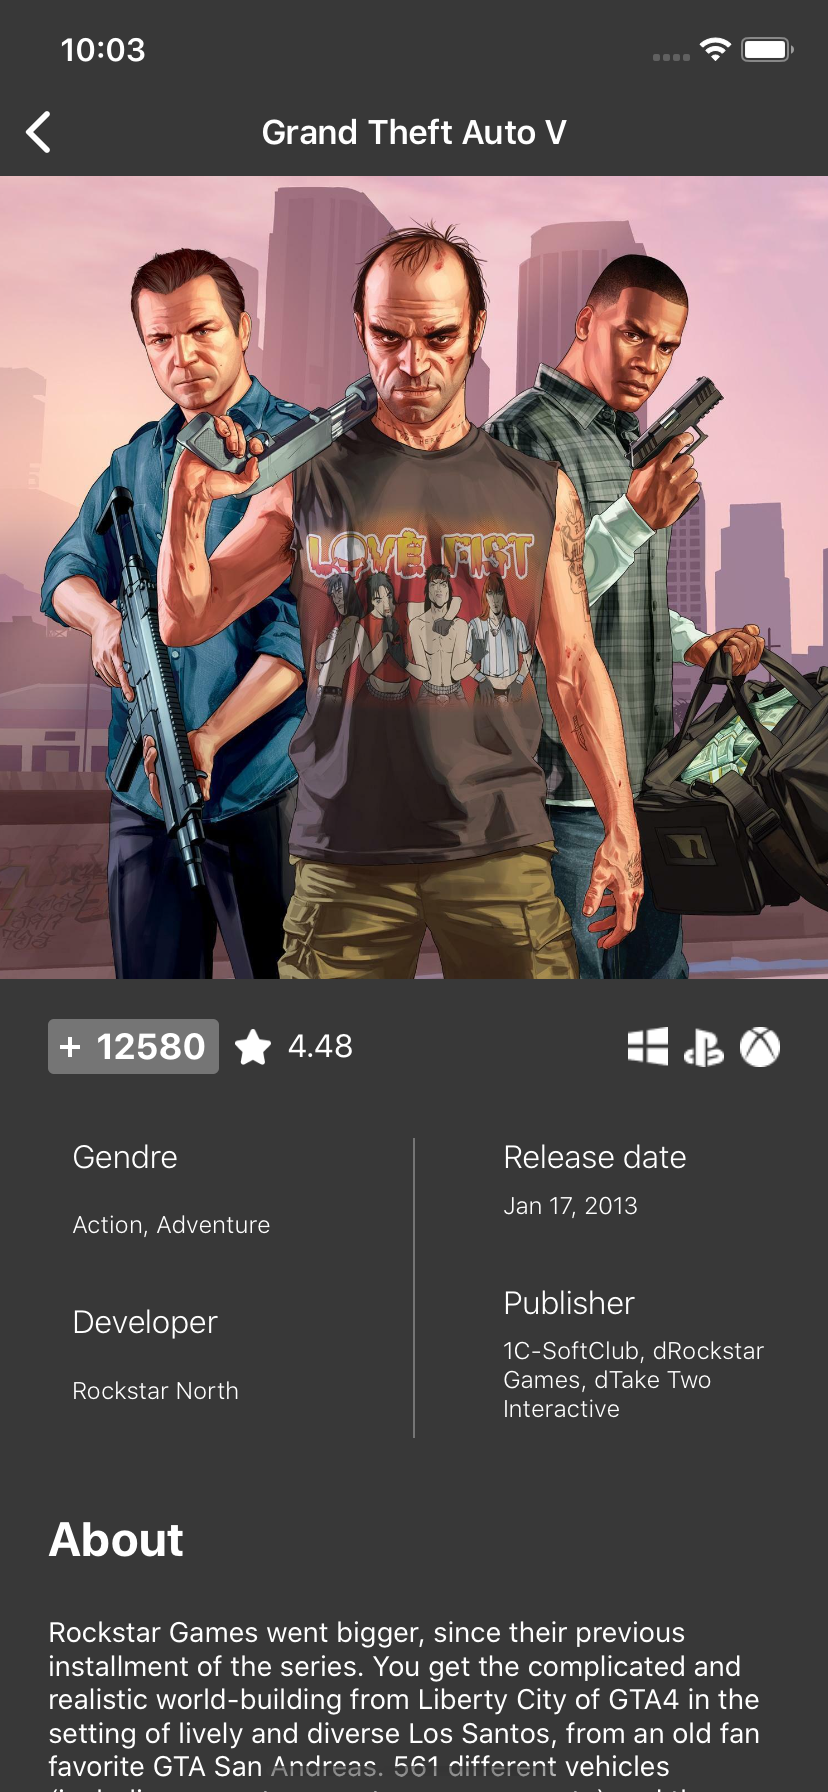 10:03
Grand Theft Auto V
LOVE FIST
+ 12580
4.48
Gendre
Release date
Action, Adventure
Jan 17, 2013
Developer
Publisher
Rockstar North
1C-SoftClub, dRockstar
Games, dTake Two
Interactive
About
Rockstar Games went bigger, since their previous
installment of the series. You get the complicated and
realistic world-building from Liberty City of GTA4 in the
setting of lively and diverse Los Santos, from an old fan
favorite GTA San Andreas. 561 different vehicles